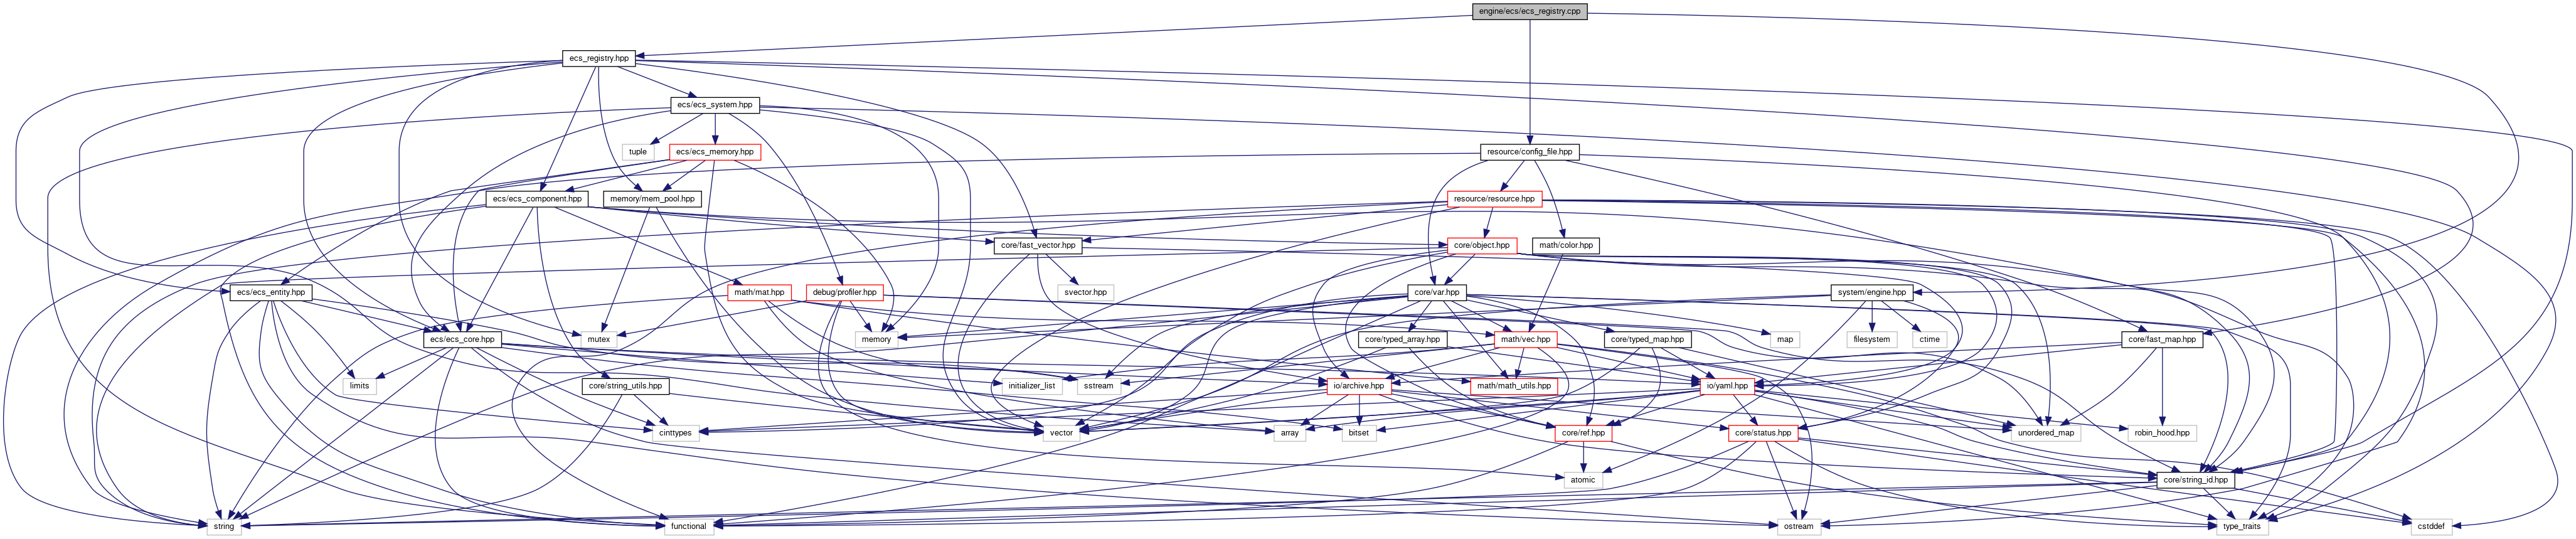 engine/ecs/ecs_registry.cpp
ecs_registry.hpp
ecs/ecs_system.hpp
tuple
ecs/ecs_memory.hpp
resource/config_file.hpp
ecs/ecs_component.hpp
memory/mem_pool.hpp
resource/resource.hpp
core/fast_vector.hpp
core/object.hpp
math/color.hpp
ecs/ecs_entity.hpp
math/mat.hpp
debug/profiler.hpp
svector.hpp
core/var.hpp
system/engine.hpp
ecs/ecs_core.hpp
mutex
memory
core/typed_array.hpp
math/vec.hpp
core/typed_map.hpp
map
filesystem
ctime
core/fast_map.hpp
limits
core/string_utils.hpp
initializer_list
sstream
io/archive.hpp
math/math_utils.hpp
io/yaml.hpp
cinttypes
vector
array
bitset
core/ref.hpp
core/status.hpp
unordered_map
robin_hood.hpp
atomic
core/string_id.hpp
string
functional
ostream
type_traits
cstddef